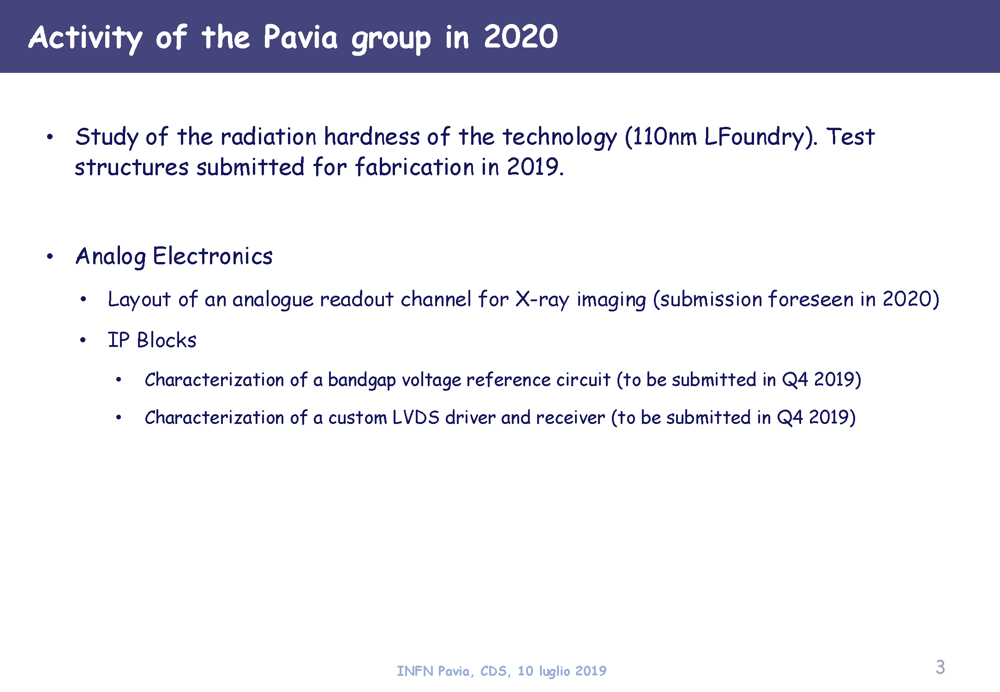 Activity of the Pavia group in 2020
• Study of the radiation hardness of the technology (110nm LFoundry). Test
structures submitted for fabrication in 2019.
• Analog Electronics
• Layout of an analogue readout channel for X-ray imaging (submission foreseen in 2020)
• IP Blocks
• Characterization of a bandgap voltage reference circuit (to be submitted in Q4 2019)
• Characterization of a custom LVDS driver and receiver (to be submitted in Q4 2019)
INFN Pavia, CDS, 10 luglio 2019
3